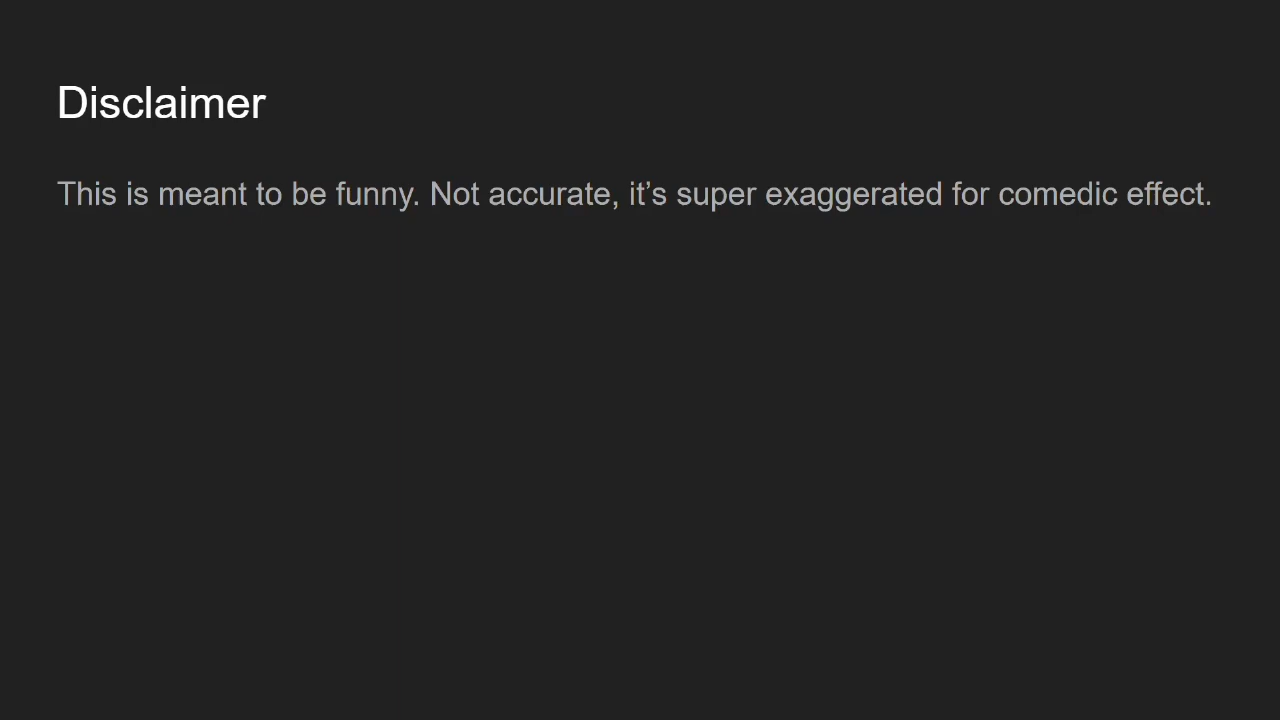 Disclaimer
This is meant to be funny. Not accurate, it’s super exaggerated for comedic effect.